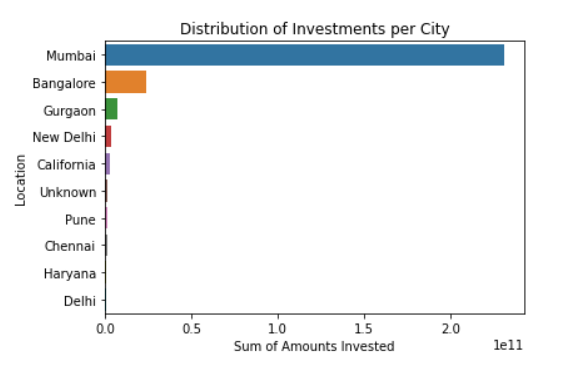 Distribution of Investments per City
Location
Mumbai
Bangalore
Gurgaon
New Delhi
California
Unknown
Pune
Chennai
Haryana
Delhi
0.0 0.5 1.0 1.5 2.0
Sum of Amounts Invested
1e11